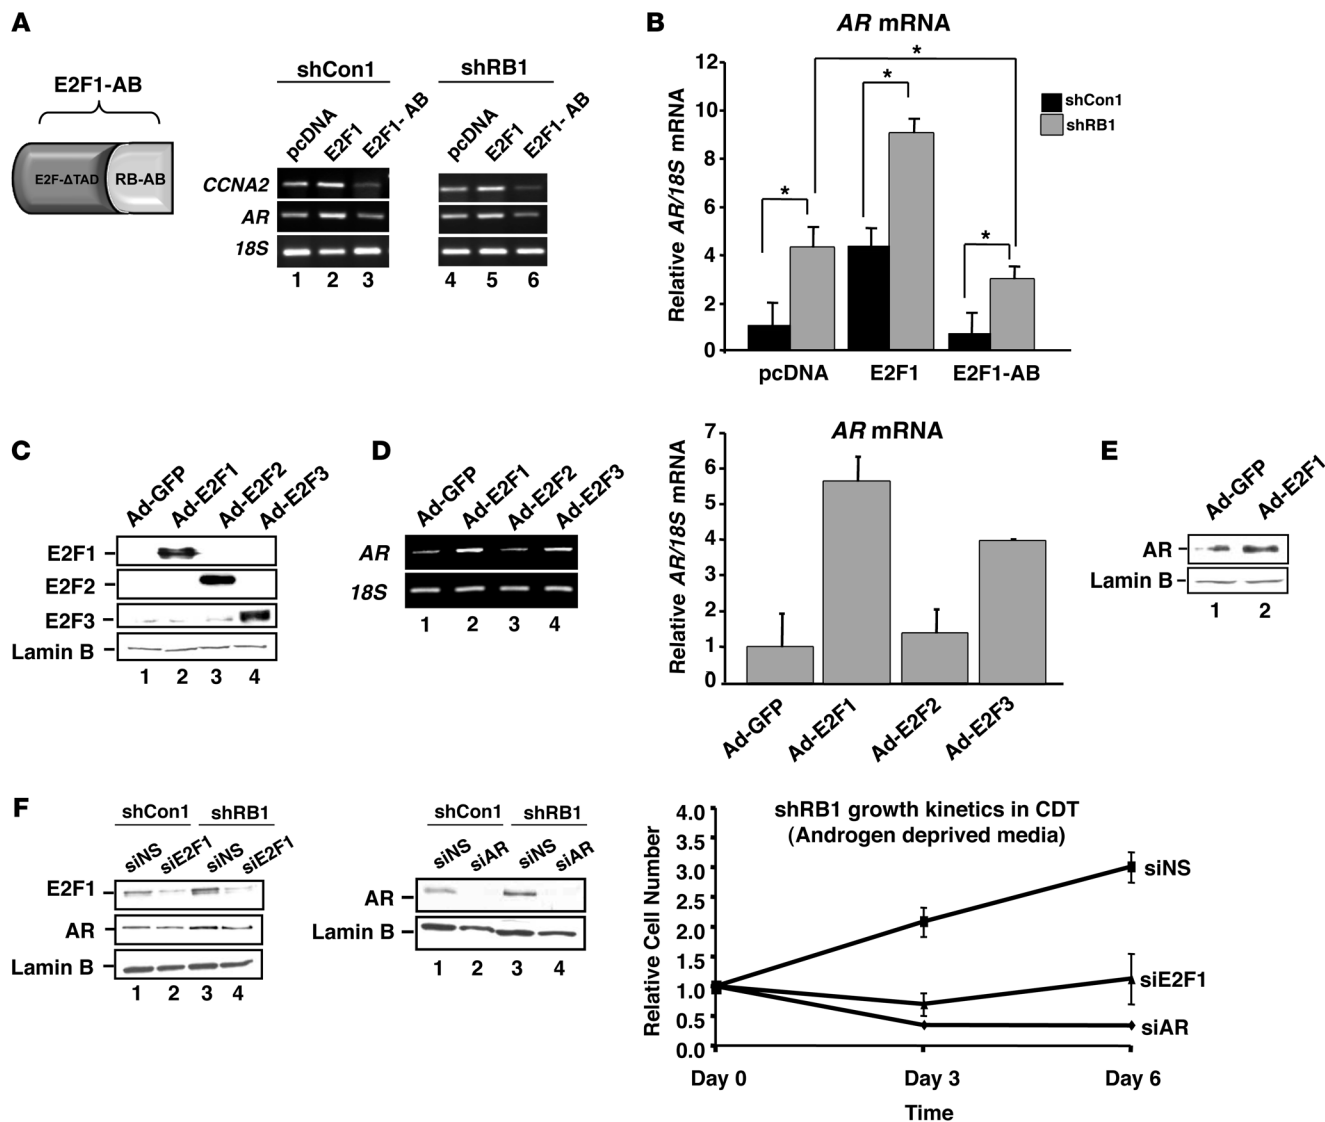 A
E2F1-AB
E2F-ΔTAD
RB-AB
shCon1
shRB1
pcDNA
E2F1
E2F1- AB
pcDNA
E2F1
E2F1- AB
CCNA2
AR
18S
1 2 3
4 5 6
B
AR mRNA
Relative AR/18S mRNA
12
10
8
6
4
2
0
*
*
*
*
shCon1
shRB1
pcDNA
E2F1
E2F1-AB
C
Ad-GFP
Ad-E2F1
Ad-E2F2
Ad-E2F3
E2F1
E2F2
E2F3
Lamin B
1 2 3 4
D
Ad-GFP
Ad-E2F1
Ad-E2F2
Ad-E2F3
AR
18S
1 2 3 4
AR mRNA
Relative AR/18S mRNA
7
6
5
4
3
2
1
0
Ad-GFP
Ad-E2F1
Ad-E2F2
Ad-E2F3
E
Ad-GFP
Ad-E2F1
AR
Lamin B
1 2
F
shCon1
shRB1
siNS
siE2F1
siNS
siE2F1
E2F1
AR
Lamin B
1 2 3 4
shCon1
shRB1
siNS
siAR
siNS
siAR
AR
Lamin B
1 2 3 4
shRB1 growth kinetics in CDT
(Androgen deprived media)
Relative Cell Number
4.0
3.5
3.0
2.5
2.0
1.5
1.0
0.5
0.0
siNS
siE2F1
siAR
Day 0
Day 3
Day 6
Time